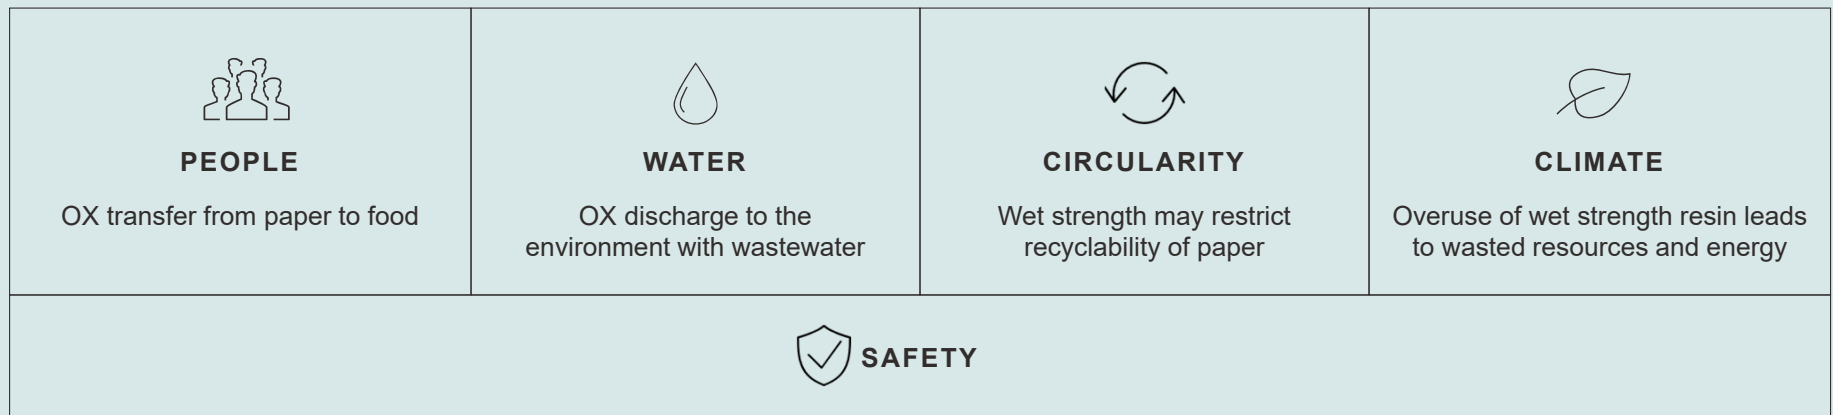 PEOPLE
OX transfer from paper to food
WATER
OX discharge to the
environment with wastewater
CIRCULARITY
Wet strength may restrict
recyclability of paper
CLIMATE
Overuse of wet strength resin leads
to wasted resources and energy
SAFETY